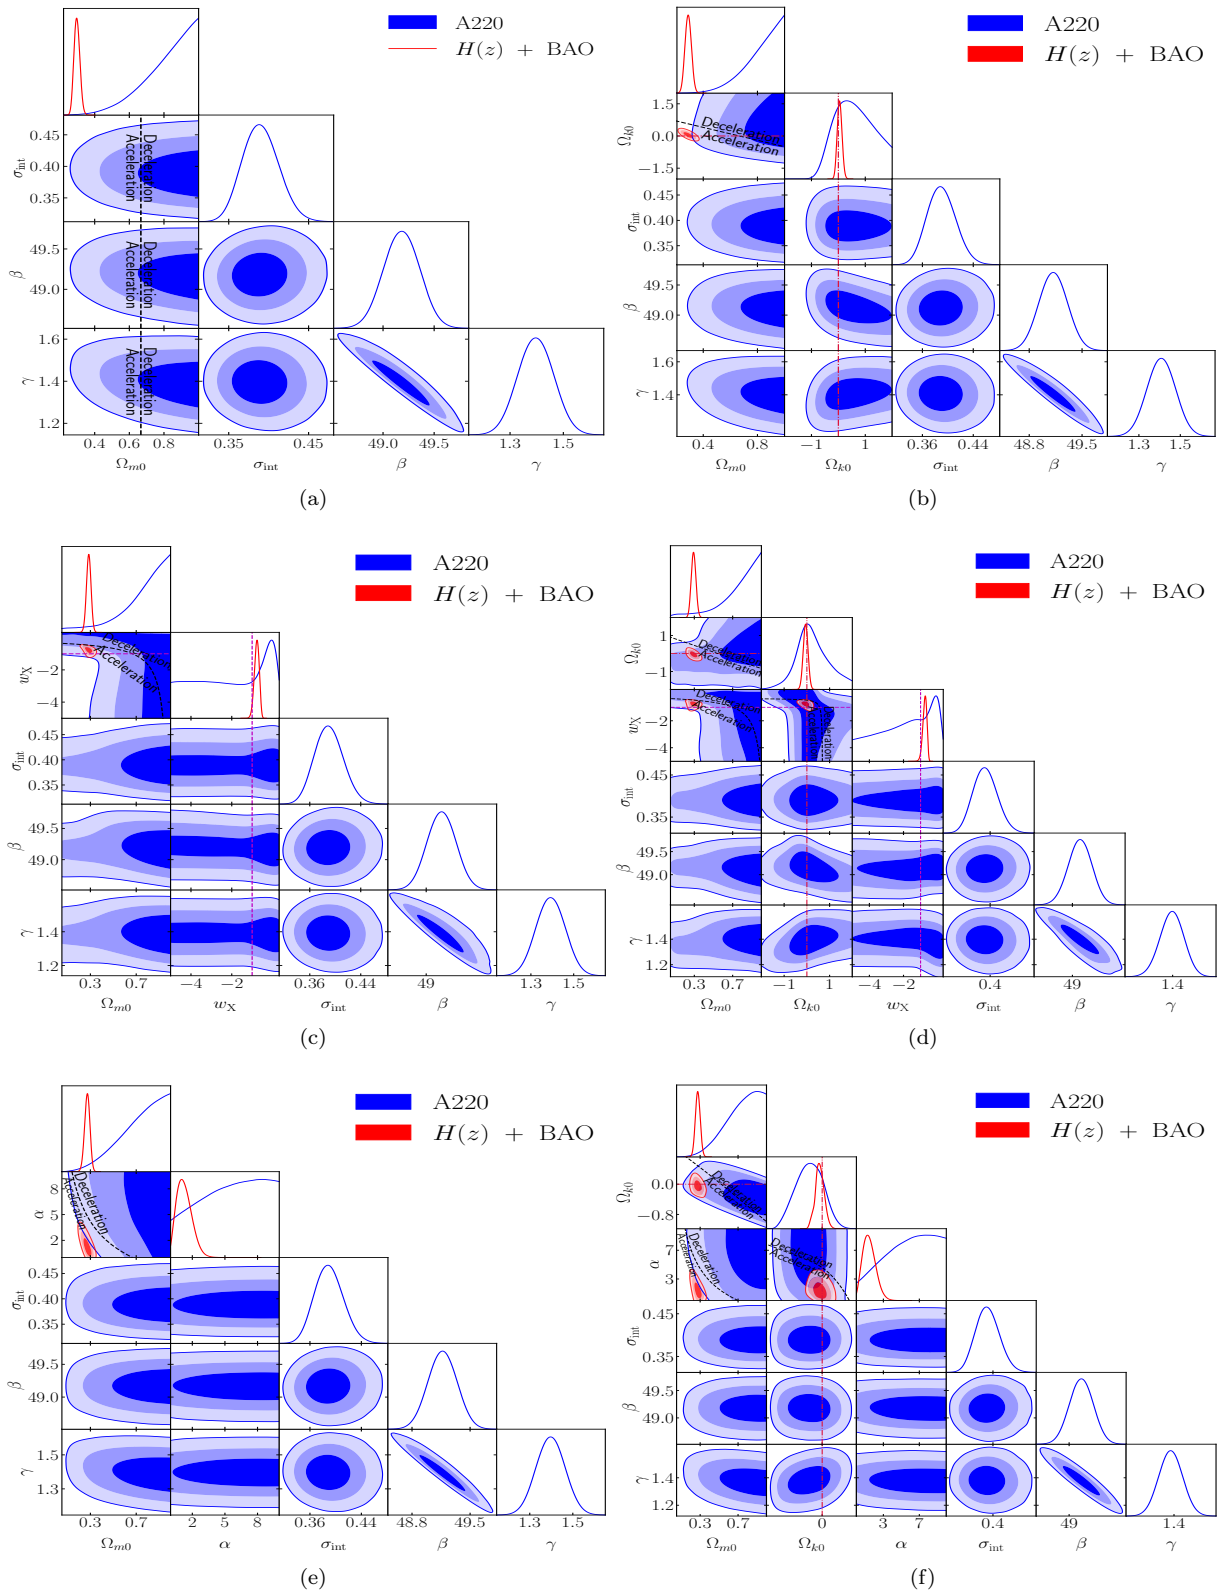 A220
H(z) + BAO
0.45
0.40
0.35
σint
Deceleration
Acceleration
49.5
49.0
β
Deceleration
Acceleration
1.6
1.4
1.2
γ
Deceleration
Acceleration
0.4 0.6 0.8
0.35 0.45
49.0 49.5
1.3 1.5
Ωm0 σint β γ
(a)
A220
H(z) + BAO
1.5
0.0
−1.5
Ωk0
Deceleration
Acceleration
0.45
0.40
0.35
σint
49.5
49.0
β
1.6
1.4
γ
0.4 0.8
−1 1
0.36 0.44
48.8 49.5
1.3 1.5
Ωm0 Ωk0 σint β γ
(b)
A220
H(z) + BAO
−2
−4
wX
Deceleration
Acceleration
0.45
0.40
0.35
σint
49.5
49.0
β
1.4
1.2
γ
0.3 0.7
−4 −2
0.36 0.44
49
1.3 1.5
Ωm0 wX σint β γ
(c)
A220
H(z) + BAO
1
−1
Ωk0
Deceleration
Acceleration
−2
−4
wX
Deceleration
Acceleration
Deceleration
Acceleration
0.45
0.35
σint
49.5
49.0
β
1.4
1.2
γ
0.3 0.7
−1 1
−4 −2
0.4
49
1.4
Ωm0 Ωk0 wX σint β γ
(d)
A220
H(z) + BAO
8
5
2
α
Deceleration
Acceleration
0.45
0.40
0.35
σint
49.5
49.0
β
1.5
1.3
γ
0.3 0.7
2 5 8
0.36 0.44
48.8 49.5
1.3 1.5
Ωm0 α σint β γ
(e)
A220
H(z) + BAO
0.0
−0.8
Ωk0
Deceleration
Acceleration
7
3
α
Deceleration
Acceleration
Deceleration
Acceleration
0.45
0.35
σint
49.5
49.0
β
1.4
1.2
γ
0.3 0.7
0
3 7
0.4
49
1.4
Ωm0 Ωk0 α σint β γ
(f)